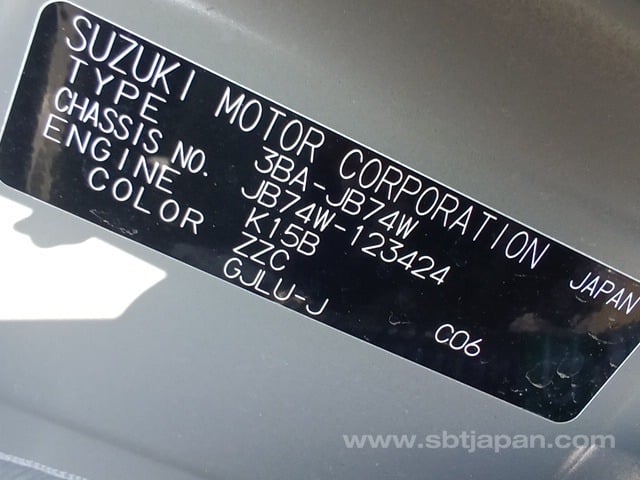 SUZUKI MOTOR CORPORATION JAPAN
TYPE 3BA-JB74W
CHASSIS NO. JB74W-123424
ENGINE K15B
COLOR ZZC
GJLU-J C06
www.sbtjapan.com